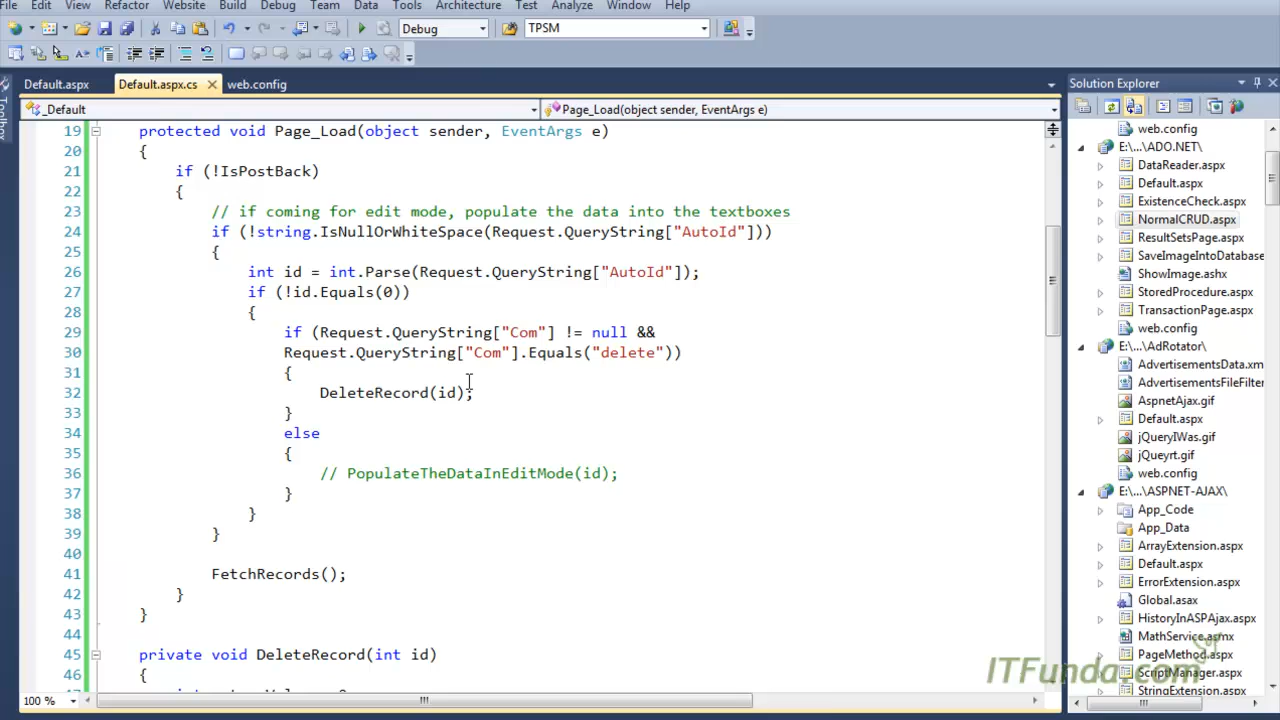 File Edit View Refactor Website Build Debug Team Data Tools Architecture Test Analyze Window Help
Debug TPSM
Default.aspx Default.aspx.cs web.config Solution Explorer
Toolbox
_Default Page_Load(object sender, EventArgs e)
19 protected void Page_Load(object sender, EventArgs e)
20 {
21 if (!IsPostBack)
22 {
23 // if coming for edit mode, populate the data into the textboxes
24 if (!string.IsNullOrWhiteSpace(Request.QueryString["AutoId"]))
25 {
26 int id = int.Parse(Request.QueryString["AutoId"]);
27 if (!id.Equals(0))
28 {
29 if (Request.QueryString["Com"] != null &&
30 Request.QueryString["Com"].Equals("delete"))
31 {
32 DeleteRecord(id);
33 }
34 else
35 {
36 // PopulateTheDataInEditMode(id);
37 }
38 }
39 }
40
41 FetchRecords();
42 }
43 }
44
45 private void DeleteRecord(int id)
46 {
100 %
web.config
E:\...\ADO.NET\
DataReader.aspx
Default.aspx
ExistenceCheck.aspx
NormalCRUD.aspx
ResultSetsPage.aspx
SaveImageIntoDatabase
ShowImage.ashx
StoredProcedure.aspx
TransactionPage.aspx
web.config
E:\...\AdRotator\
AdvertisementsData.xm
AdvertisementsFileFilter
AspnetAjax.gif
Default.aspx
jQueryIWas.gif
jQueyrt.gif
web.config
E:\...\ASPNET-AJAX\
App_Code
App_Data
ArrayExtension.aspx
Default.aspx
ErrorExtension.aspx
Global.asax
HistoryInASPAjax.aspx
MathService.asmx
PageMethod.aspx
ScriptManager.aspx
StringExtension.aspx
ITFunda.com